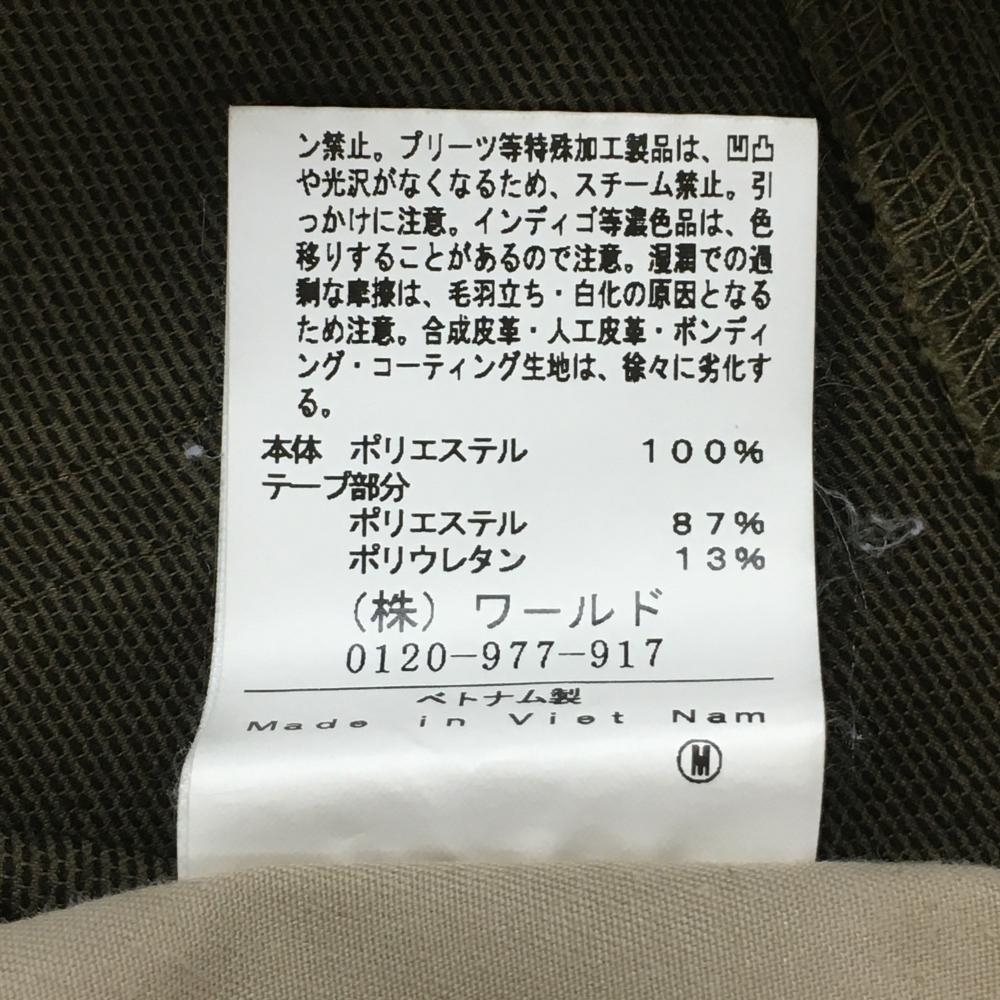 ン禁止。プリーツ等特殊加工製品は、凹凸
や光沢がなくなるため、スチーム禁止。引
っかけに注意。インディゴ等濃色品は、色
移りすることがあるので注意。湿潤での過
剰な摩擦は、毛羽立ち・白化の原因となる
ため注意。合成皮革・人工皮革・ボンディ
ング・コーティング生地は、徐々に劣化す
る。
本体 ポリエステル 100%
テープ部分
ポリエステル 87%
ポリウレタン 13%
(株) ワールド
0120-977-917
ベトナム製
Made in Viet Nam
M